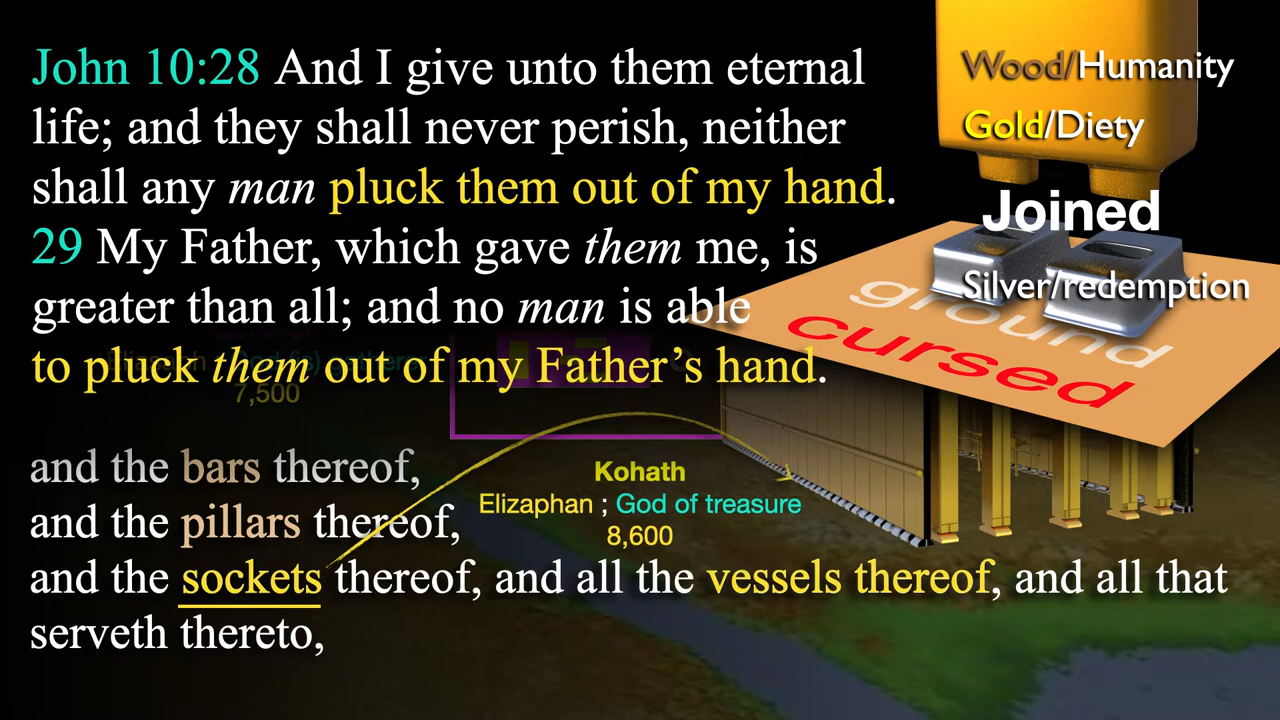 John 10:28 And I give unto them eternal
life; and they shall never perish, neither
shall any man pluck them out of my hand.
29 My Father, which gave them me, is
greater than all; and no man is able
to pluck them out of my Father’s hand.
Wood/Humanity
Gold/Diety
Joined
Silver/redemption
ground
cursed
7,500
Kohath
Elizaphan ; God of treasure
8,600
and the bars thereof,
and the pillars thereof,
and the sockets thereof, and all the vessels thereof, and all that
serveth thereto,